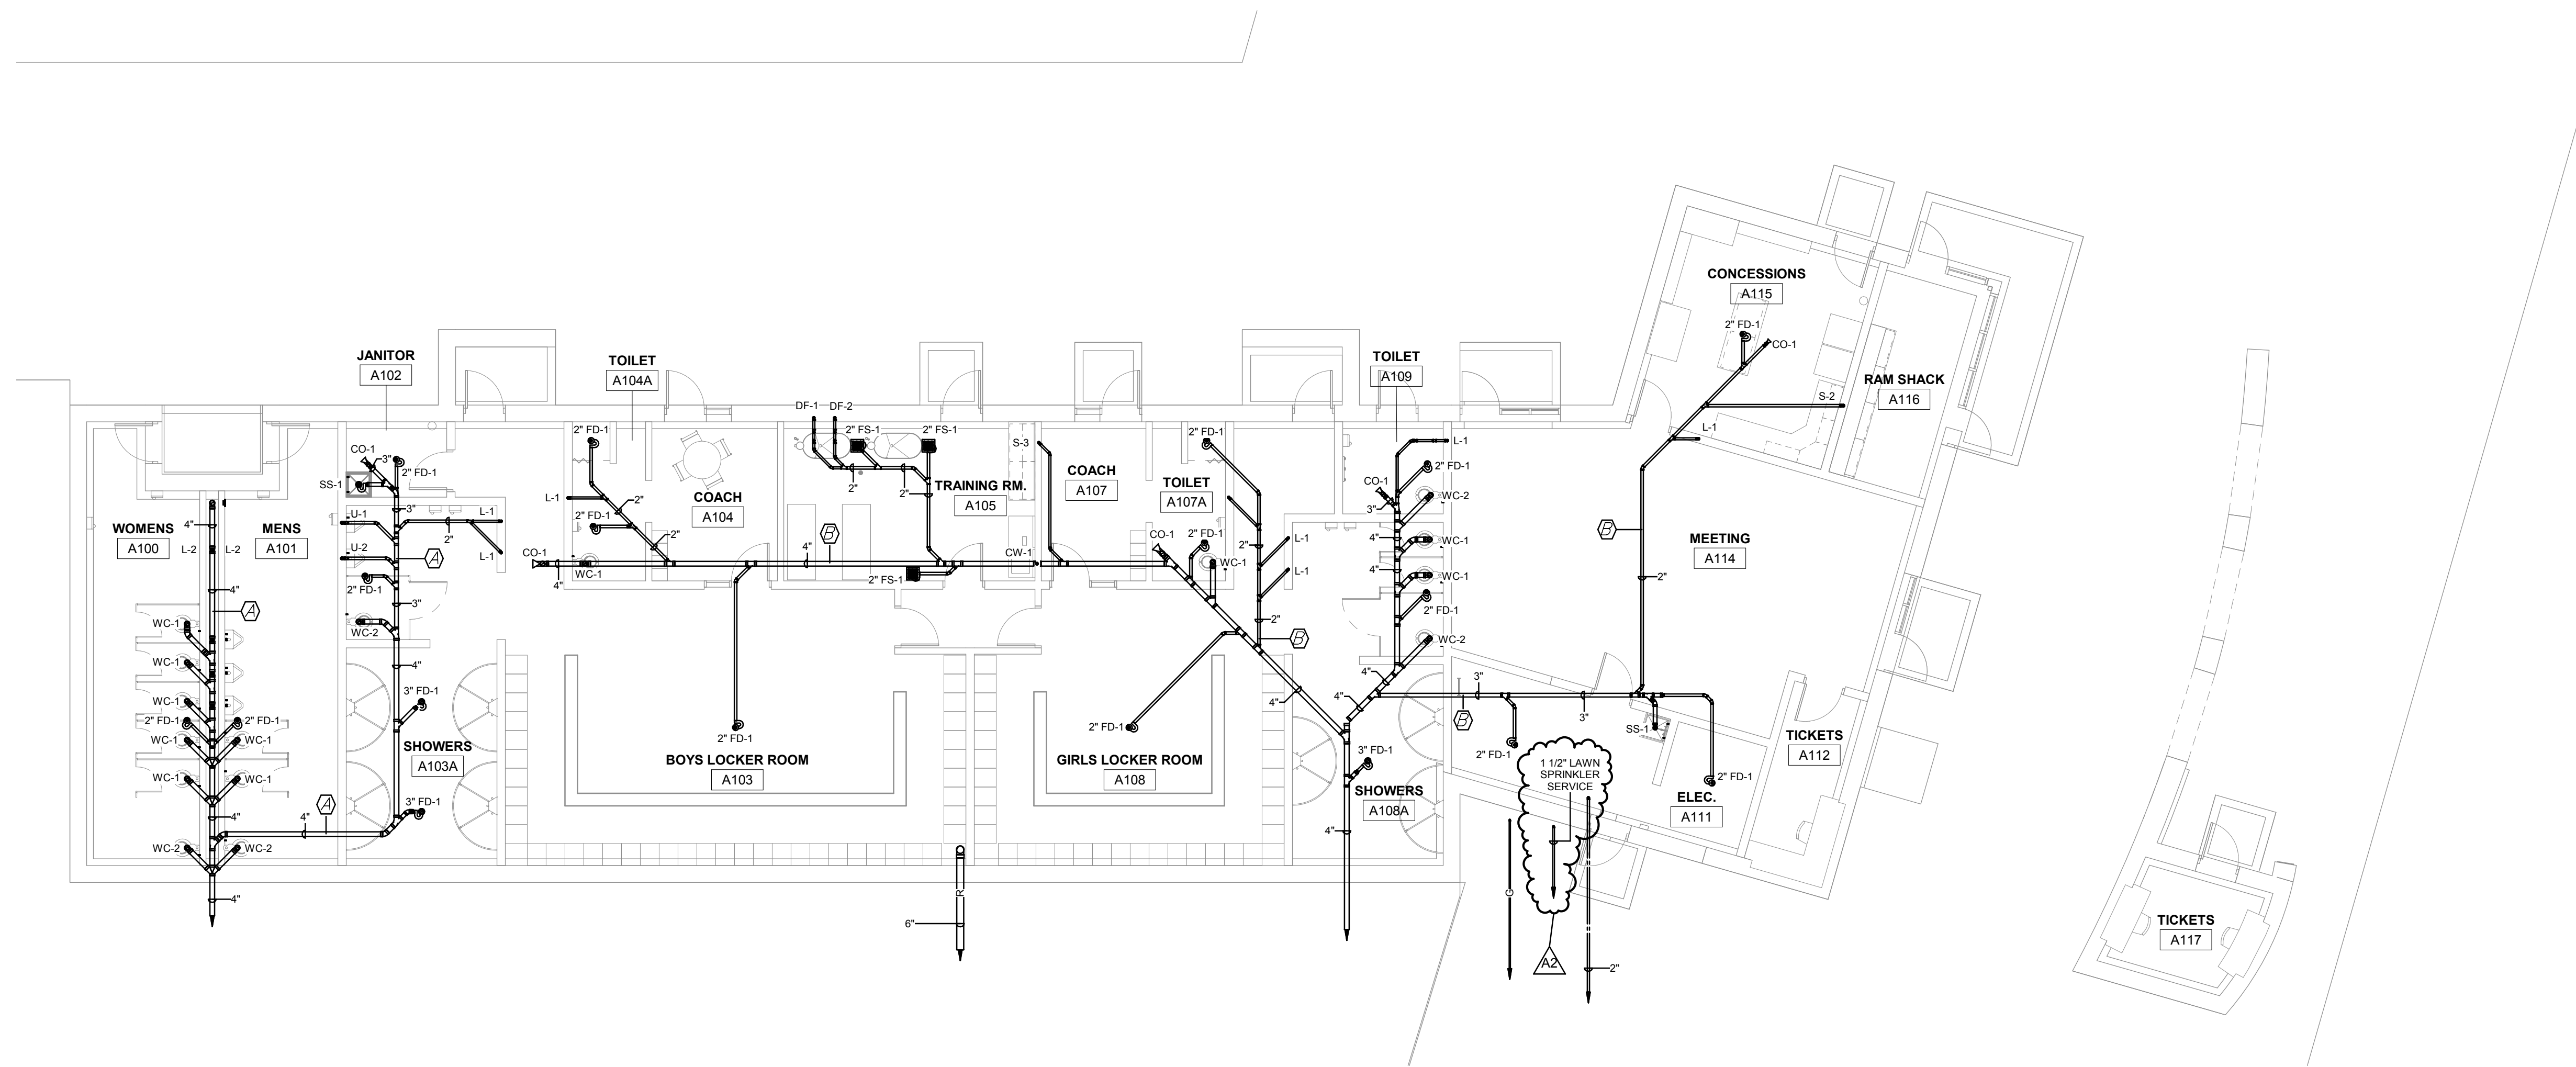 CONCESSIONS
A115
2" FD-1
CO-1
RAM SHACK
A116
S-2
L-1
JANITOR
A102
TOILET
A104A
TOILET
A109
DF-1
DF-2
2" FD-1
2" FS-1
2" FS-1
S-3
2" FD-1
L-1
CO-1
3"
2" FD-1
SS-1
COACH
A107
TOILET
A107A
2" FD-1
CO-1
WC-2
3"
TRAINING RM.
A105
2"
2"
COACH
A104
L-1
2"
2" FD-1
2"
WOMENS
A100
MENS
A101
4"
L-2
L-2
U-1
3"
L-1
2"
U-2
A
L-1
2" FD-1
3"
WC-2
4"
CO-1
4"
WC-1
4"
B
CW-1
2" FS-1
CO-1
2" FD-1
WC-1
2"
L-1
L-1
2"
B
4"
WC-1
4"
WC-1
2" FD-1
WC-2
B
MEETING
A114
2"
4"
A
WC-1
WC-1
WC-1
2" FD-1
2" FD-1
WC-1
WC-1
WC-1
WC-1
4"
4"
A
WC-2
WC-2
4"
3" FD-1
SHOWERS
A103A
3" FD-1
2" FD-1
BOYS LOCKER ROOM
A103
2" FD-1
GIRLS LOCKER ROOM
A108
4"
4"
4"
3" FD-1
SHOWERS
A108A
4"
3"
B
3"
2" FD-1
SS-1
2" FD-1
TICKETS
A112
ELEC.
A111
1 1/2" LAWN
SPRINKLER
SERVICE
R
6"
G
A2
2"
TICKETS
A117